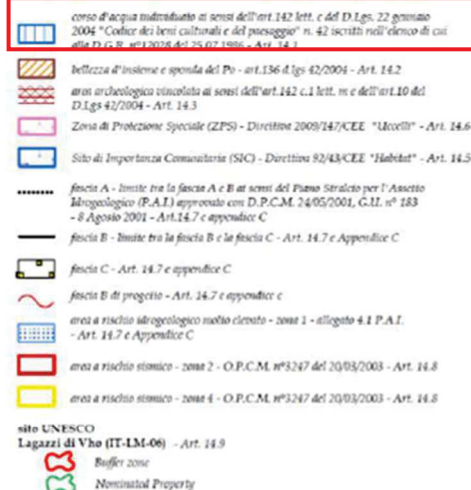 corso d'acqua individuato ai sensi dell'art.142 lett. c del D.Lgs. 22 gennaio
2004 "Codice dei beni culturali e del paesaggio" n. 42 iscritti nell'elenco di cui
alla D.G.R. n°12028 del 25.07.1986 - Art. 14.1
bellezza d'insieme e sponda del Po - art.136 d.lgs 42/2004 - Art. 14.2
area archeologica vincolata ai sensi dell'art.142 c.1 lett. m e dell'art.10 del
D.Lgs 42/2004 - Art. 14.3
Zona di Protezione Speciale (ZPS) - Direttiva 2009/147/CEE "Uccelli" - Art. 14.6
Sito di Importanza Comunitaria (SIC) - Direttiva 92/43/CEE "Habitat" - Art. 14.5
fascia A - limite tra la fascia A e B ai sensi del Piano Stralcio per l'Assetto
Idrogeologico (P.A.I.) approvato con D.P.C.M. 24/05/2001, G.U. n° 183
- 8 Agosto 2001 - Art.14.7 e appendice C
fascia B - limite tra la fascia B e la fascia C - Art. 14.7 e Appendice C
fascia C - Art. 14.7 e appendice C
fascia B di progetto - Art. 14.7 e appendice c
area a rischio idrogeologico molto elevato - zona 1 - allegato 4.1 P.A.I.
- Art. 14.7 e Appendice C
area a rischio sismico - zona 2 - O.P.C.M. n°3247 del 20/03/2003 - Art. 14.8
area a rischio sismico - zona 4 - O.P.C.M. n°3247 del 20/03/2003 - Art. 14.8
sito UNESCO
Lagazzi di Vho (IT-LM-06) - Art. 14.9
Buffer zone
Nominated Property